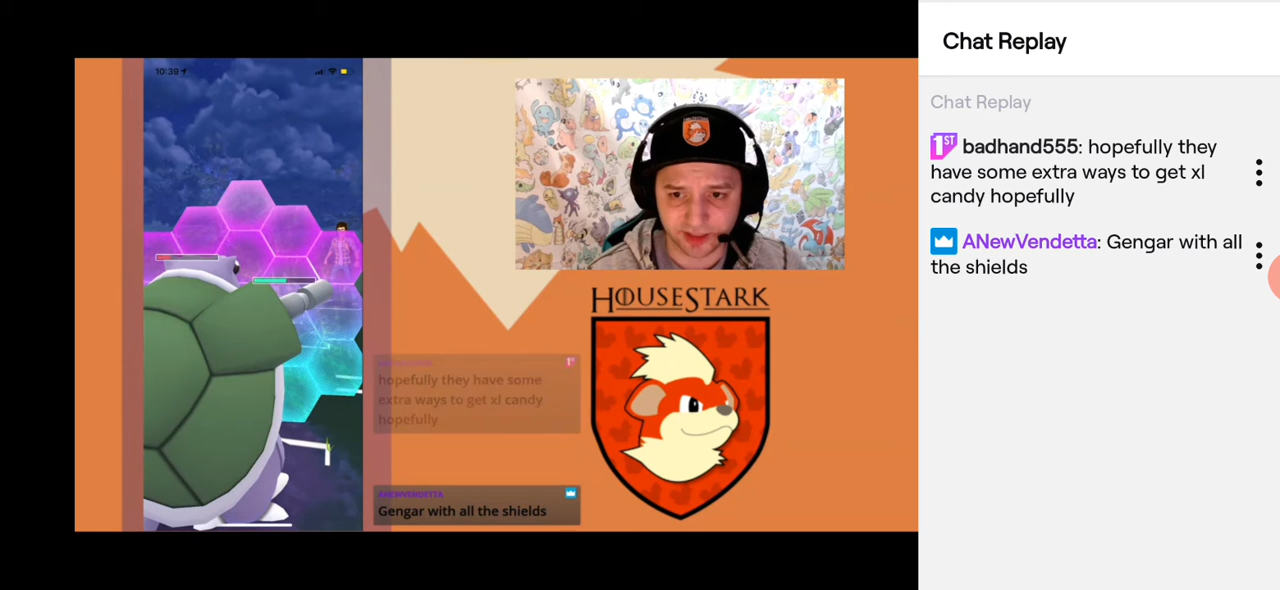 10:39
HOUSESTARK
hopefully they have some
extra ways to get xl candy
hopefully
ANEWVENDETTA
Gengar with all the shields
Chat Replay
Chat Replay
1ST badhand555: hopefully they
have some extra ways to get xl
candy hopefully
ANewVendetta: Gengar with all
the shields